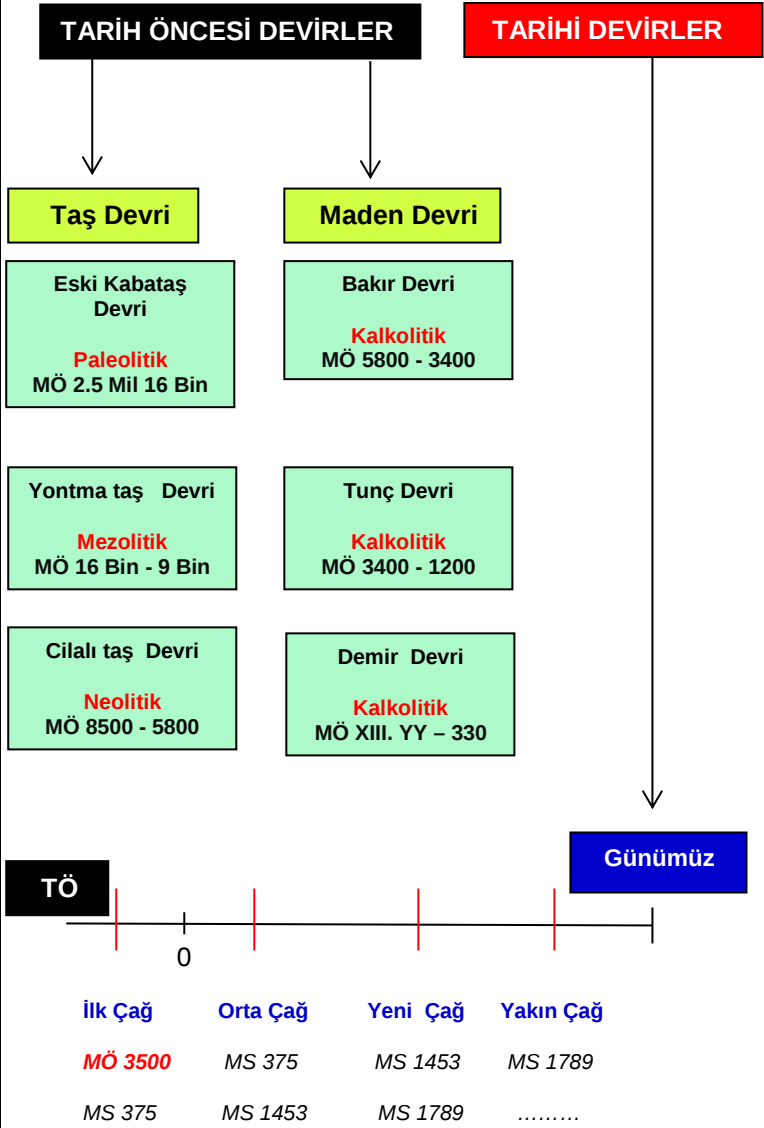 TARİH ÖNCESİ DEVİRLER
TARİHİ DEVİRLER
Taş Devri
Maden Devri
Eski Kabataş
Devri
Paleolitik
MÖ 2.5 Mil 16 Bin
Bakır Devri
Kalkolitik
MÖ 5800 - 3400
Yontma taş Devri
Mezolitik
MÖ 16 Bin - 9 Bin
Tunç Devri
Kalkolitik
MÖ 3400 - 1200
Cilalı taş Devri
Neolitik
MÖ 8500 - 5800
Demir Devri
Kalkolitik
MÖ XIII. YY – 330
Günümüz
TÖ
0
İlk Çağ Orta Çağ Yeni Çağ Yakın Çağ
MÖ 3500 MS 375 MS 1453 MS 1789
MS 375 MS 1453 MS 1789 ………